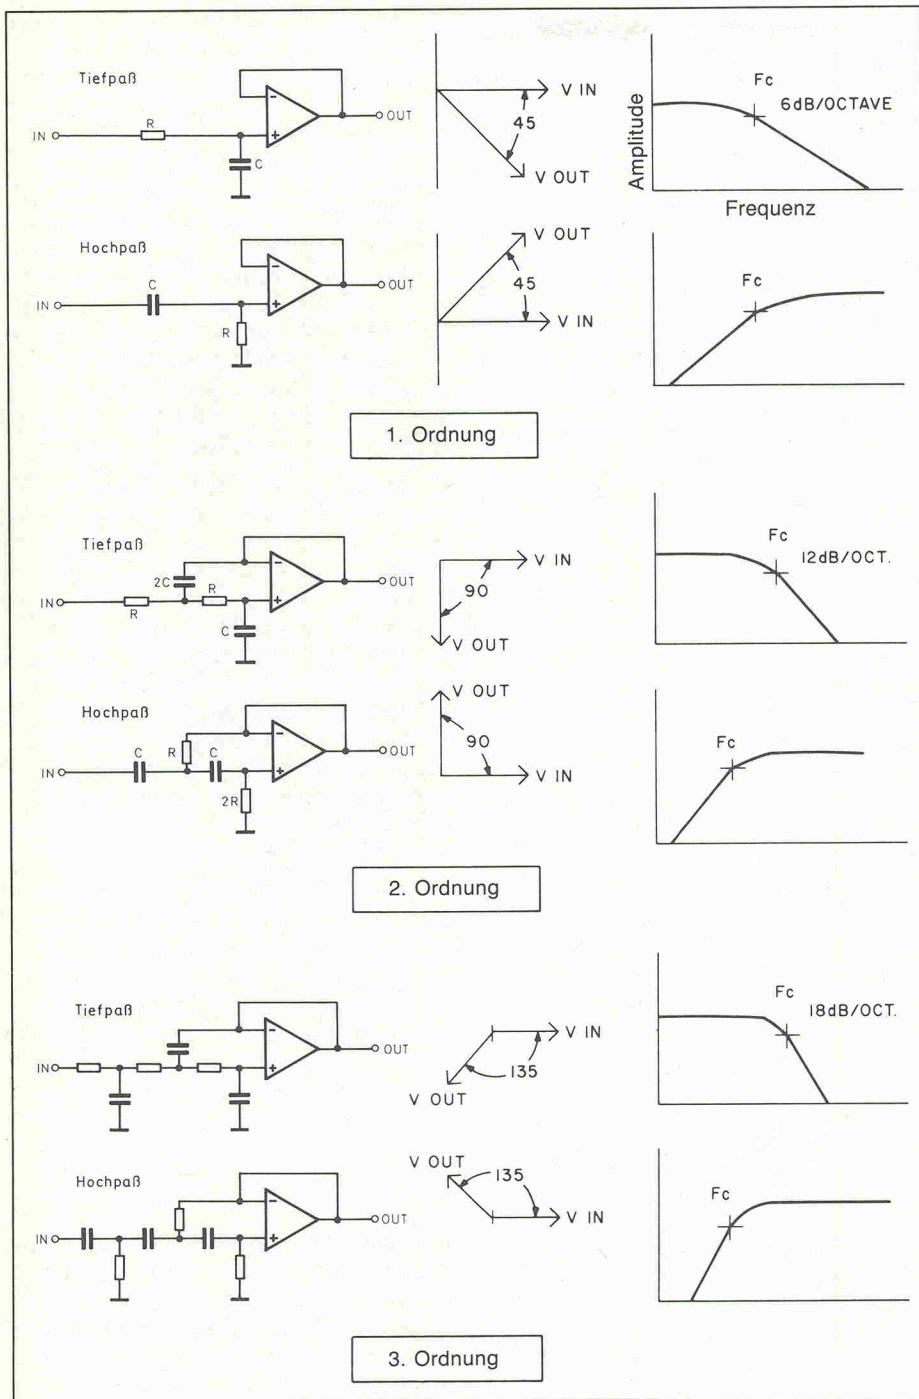 Tiefpaß
IN
R
C
−
+
OUT
V IN
45
V OUT
Amplitude
Fc
6dB/OCTAVE
Frequenz
Hochpaß
IN
C
R
−
+
OUT
V OUT
45
V IN
Fc
1. Ordnung
Tiefpaß
IN
R
2C
R
C
−
+
OUT
V IN
90
V OUT
Fc
12dB/OCT.
Hochpaß
IN
C
R
C
2R
−
+
OUT
V OUT
90
V IN
Fc
2. Ordnung
Tiefpaß
IN
−
+
OUT
V IN
135
V OUT
Fc
18dB/OCT.
Hochpaß
IN
−
+
OUT
V OUT
135
V IN
Fc
3. Ordnung